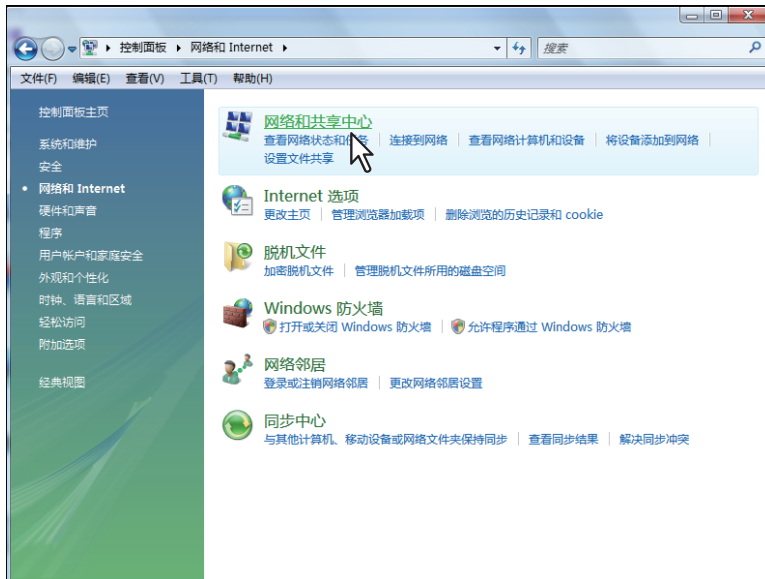 控制面板 网络和 Internet 搜索
文件(F) 编辑(E) 查看(V) 工具(T) 帮助(H)
控制面板主页
系统和维护
安全
网络和 Internet
硬件和声音
程序
用户帐户和家庭安全
外观和个性化
时钟、语言和区域
轻松访问
附加选项
经典视图
网络和共享中心
查看网络状态和任务 连接到网络 查看网络计算机和设备 将设备添加到网络
设置文件共享
Internet 选项
更改主页 管理浏览器加载项 删除浏览的历史记录和 cookie
脱机文件
加密脱机文件 管理脱机文件所用的磁盘空间
Windows 防火墙
打开或关闭 Windows 防火墙 允许程序通过 Windows 防火墙
网络邻居
登录或注销网络邻居 更改网络邻居设置
同步中心
与其他计算机、移动设备或网络文件夹保持同步 查看同步结果 解决同步冲突